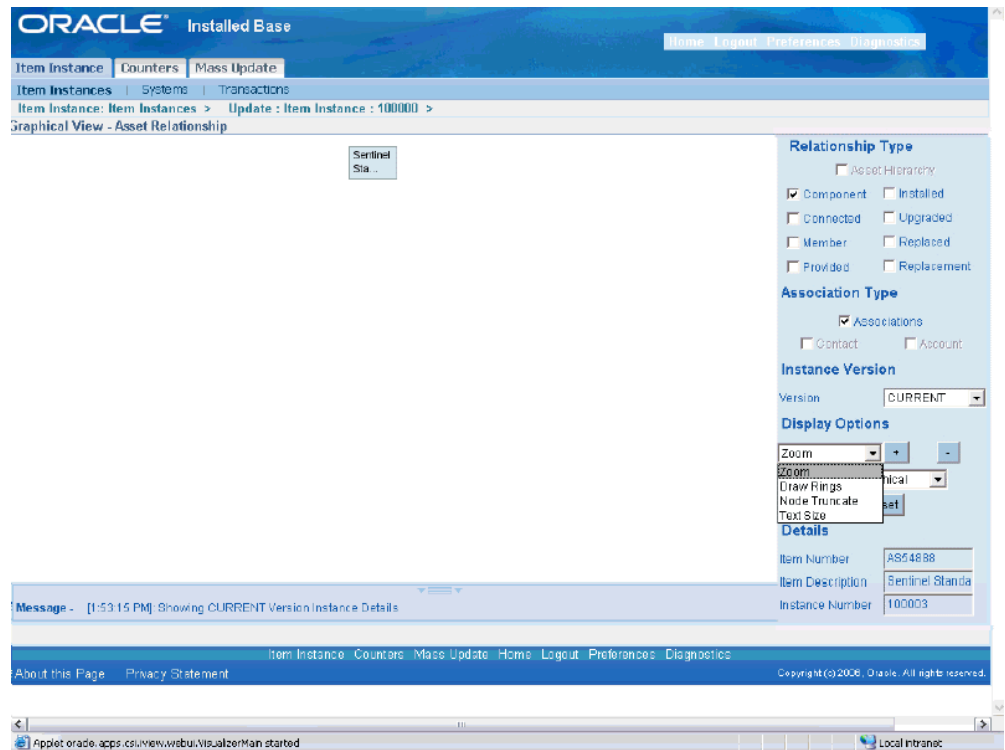 ORACLE® Installed Base
Home Logout Preferences Diagnostics
Item Instance Counters Mass Update
Item Instances | Systems | Transactions
Item Instance: Item Instances > Update : Item Instance : 100000 >
Graphical View - Asset Relationship
Sentinel
Sta...
Relationship Type
Asset Hierarchy
Component Installed
Connected Upgraded
Member Replaced
Provided Replacement
Association Type
Associations
Contact Account
Instance Version
Version CURRENT
Display Options
Zoom + -
Zoom
hical
Draw Rings
Node Truncate
set
Text Size
Details
Item Number AS54888
Item Description Sentinel Standa
Instance Number 100003
Message - [1:53:15 PM]: Showing CURRENT Version Instance Details
Item Instance Counters Mass Update Home Logout Preferences Diagnostics
About this Page Privacy Statement Copyright (c) 2006, Oracle. All rights reserved.
Applet oracle.apps.csi.iview.webui.VisualizerMain started Local intranet